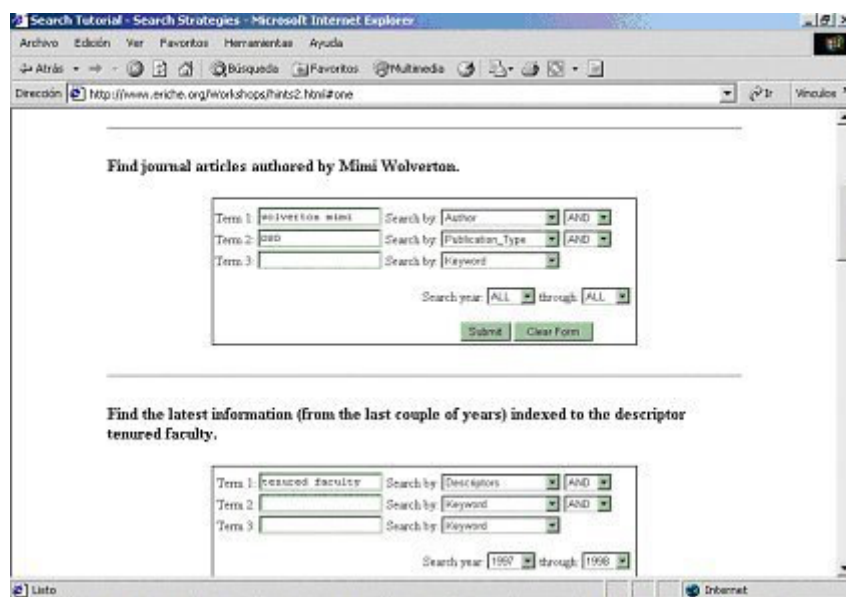 Search Tutorial - Search Strategies - Microsoft Internet Explorer
Archivo Edición Ver Favoritos Herramientas Ayuda
Atrás Búsqueda Favoritos Multimedia
Dirección http://www.eriche.org/Workshops/hints2.html#one Ir Vínculos
Find journal articles authored by Mimi Wolverton.
Term 1: wolverton mimi Search by: Author AND
Term 2: Search by: Publication_Type AND
Term 3: Search by: Keyword
Search year: ALL through: ALL
Submit Clear Form
Find the latest information (from the last couple of years) indexed to the descriptor
tenured faculty.
Term 1: tenured faculty Search by: Descriptors AND
Term 2: Search by: Keyword AND
Term 3: Search by: Keyword
Search year: 1997 through: 1998
Listo Internet